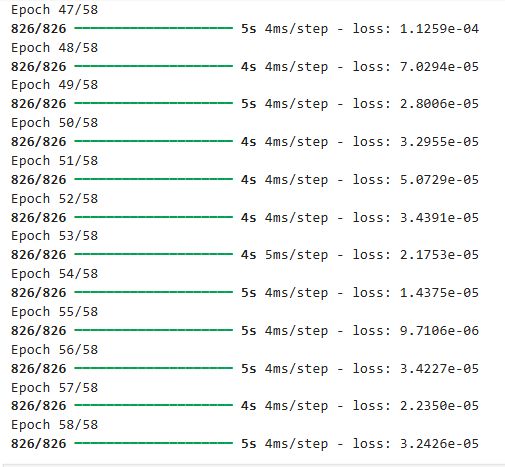 Epoch 47/58
826/826 ━━━━━━━━━━━━━━━━━━━━ 5s 4ms/step - loss: 1.1259e-04
Epoch 48/58
826/826 ━━━━━━━━━━━━━━━━━━━━ 4s 4ms/step - loss: 7.0294e-05
Epoch 49/58
826/826 ━━━━━━━━━━━━━━━━━━━━ 5s 4ms/step - loss: 2.8006e-05
Epoch 50/58
826/826 ━━━━━━━━━━━━━━━━━━━━ 4s 4ms/step - loss: 3.2955e-05
Epoch 51/58
826/826 ━━━━━━━━━━━━━━━━━━━━ 4s 4ms/step - loss: 5.0729e-05
Epoch 52/58
826/826 ━━━━━━━━━━━━━━━━━━━━ 4s 4ms/step - loss: 3.4391e-05
Epoch 53/58
826/826 ━━━━━━━━━━━━━━━━━━━━ 4s 5ms/step - loss: 2.1753e-05
Epoch 54/58
826/826 ━━━━━━━━━━━━━━━━━━━━ 5s 4ms/step - loss: 1.4375e-05
Epoch 55/58
826/826 ━━━━━━━━━━━━━━━━━━━━ 5s 4ms/step - loss: 9.7106e-06
Epoch 56/58
826/826 ━━━━━━━━━━━━━━━━━━━━ 5s 4ms/step - loss: 3.4227e-05
Epoch 57/58
826/826 ━━━━━━━━━━━━━━━━━━━━ 4s 4ms/step - loss: 2.2350e-05
Epoch 58/58
826/826 ━━━━━━━━━━━━━━━━━━━━ 5s 4ms/step - loss: 3.2426e-05